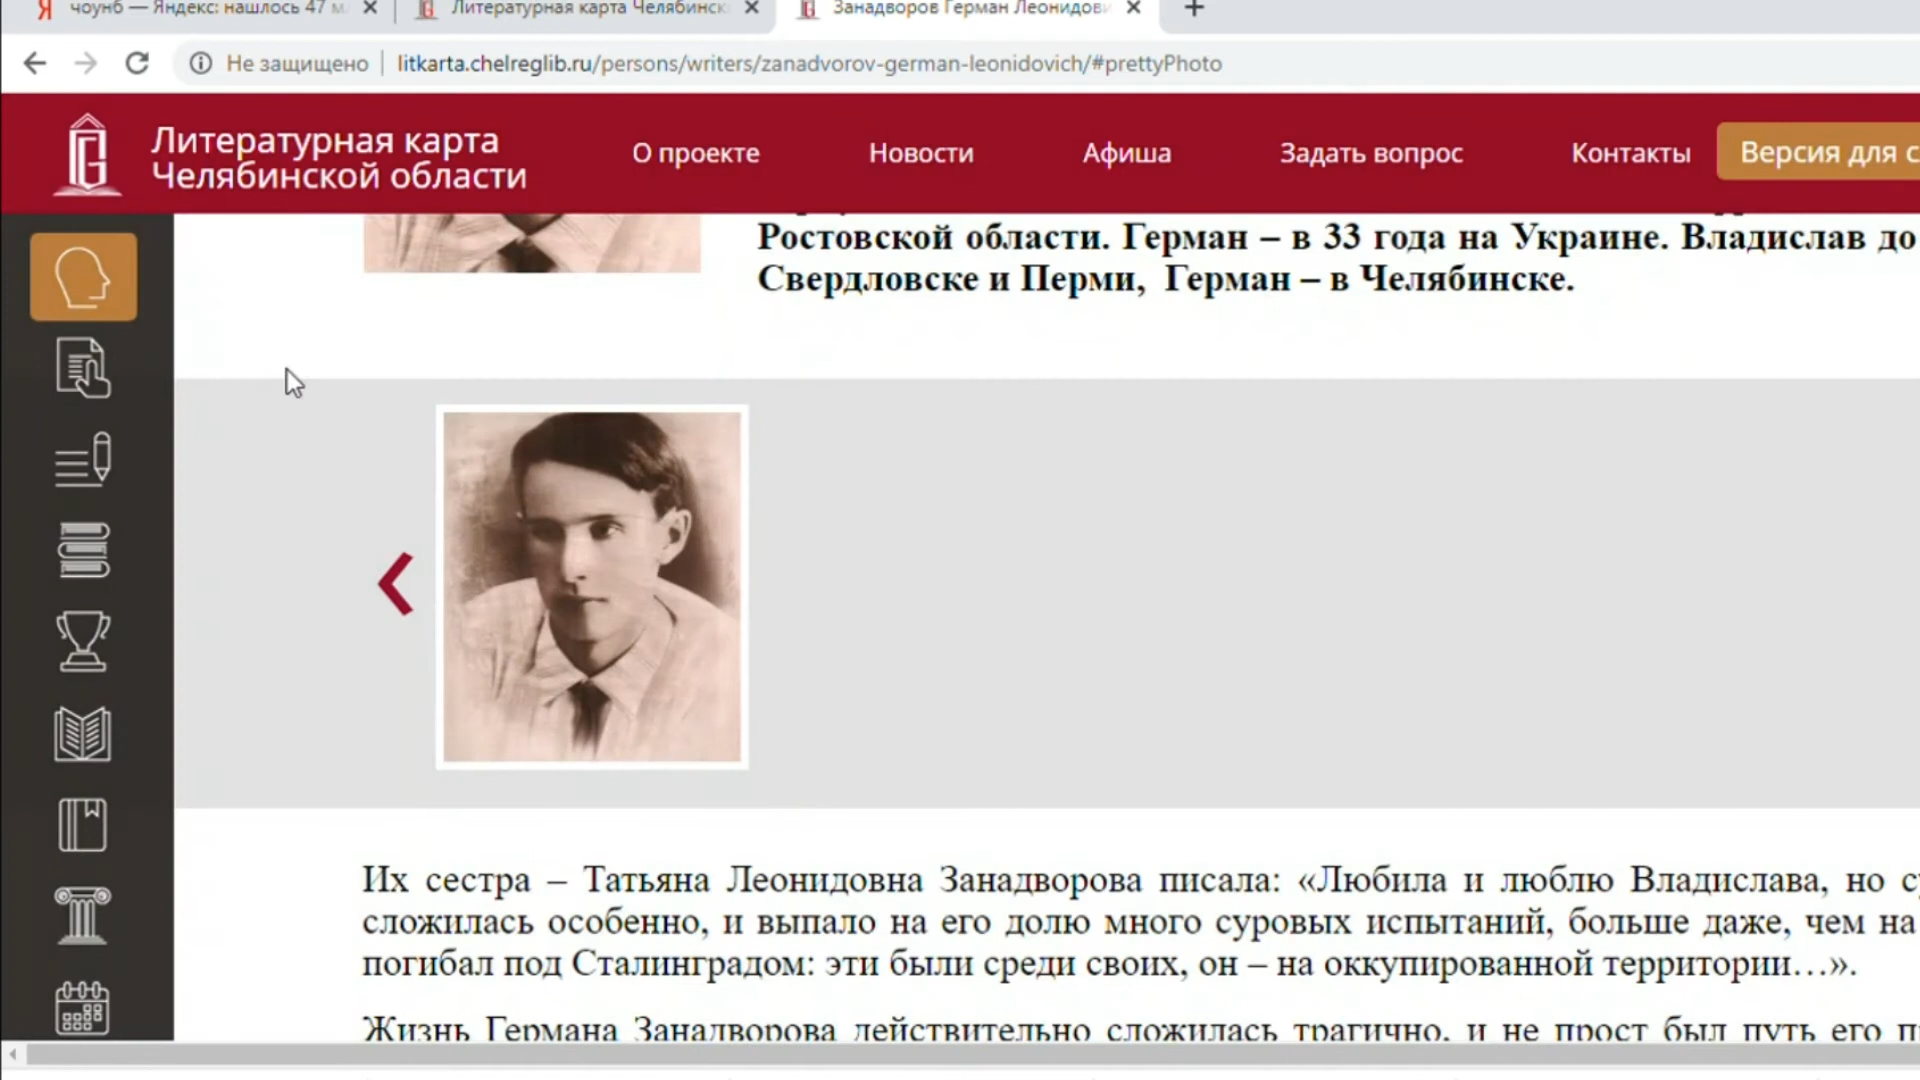 чоунб — Яндекс: нашлось 47 м
Литературная карта Челябинск
Занадворов Герман Леонидови
Не защищено
litkarta.chelreglib.ru/persons/writers/zanadvorov-german-leonidovich/#prettyPhoto
Литературная карта
Челябинской области
О проекте
Новости
Афиша
Задать вопрос
Контакты
Версия для с
Ростовской области. Герман – в 33 года на Украине. Владислав до
Свердловске и Перми, Герман – в Челябинске.
Их сестра – Татьяна Леонидовна Занадворова писала: «Любила и люблю Владислава, но су
сложилась особенно, и выпало на его долю много суровых испытаний, больше даже, чем на
погибал под Сталинградом: эти были среди своих, он – на оккупированной территории…».
Жизнь Германа Занадворова действительно сложилась трагично, и не прост был путь его п